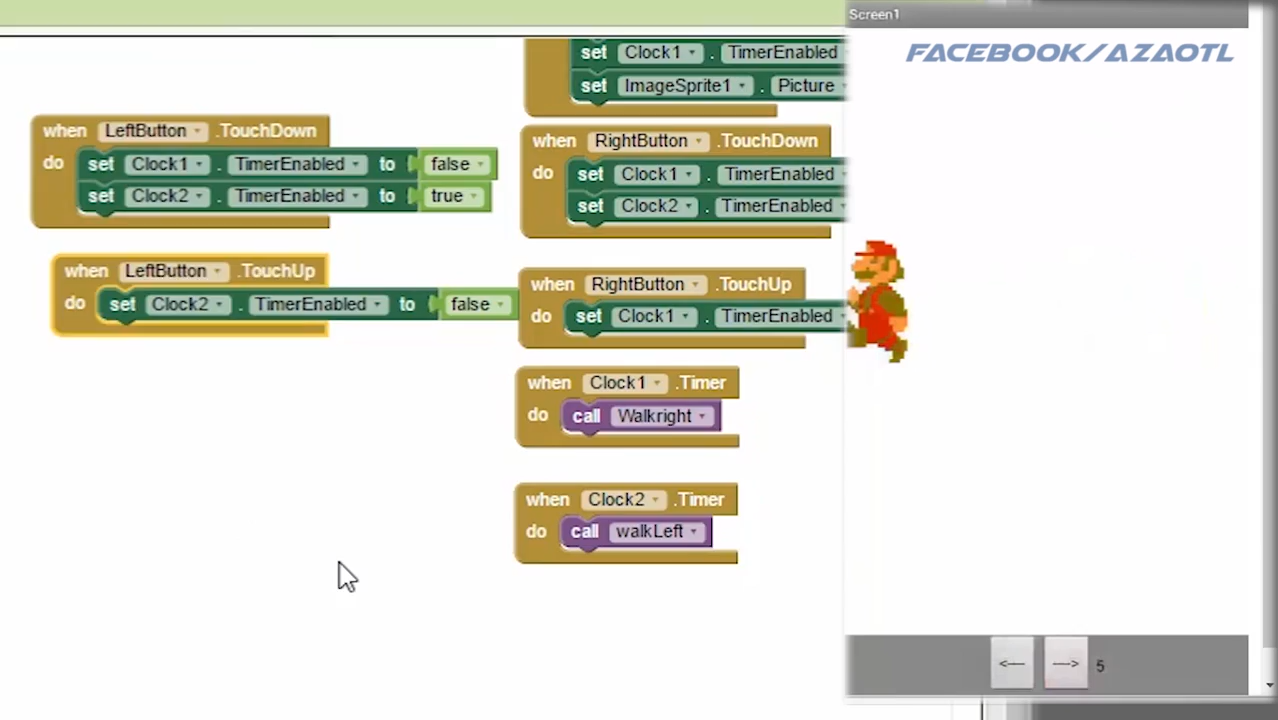 Screen1
FACEBOOK/AZAOTL
set Clock1 . TimerEnabled
set ImageSprite1 . Picture
when LeftButton .TouchDown
do set Clock1 . TimerEnabled to false
set Clock2 . TimerEnabled to true
when RightButton .TouchDown
do set Clock1 . TimerEnabled
set Clock2 . TimerEnabled
when LeftButton .TouchUp
do set Clock2 . TimerEnabled to false
when RightButton .TouchUp
do set Clock1 . TimerEnabled
when Clock1 .Timer
do call Walkright
when Clock2 .Timer
do call walkLeft
<--- ---> 5